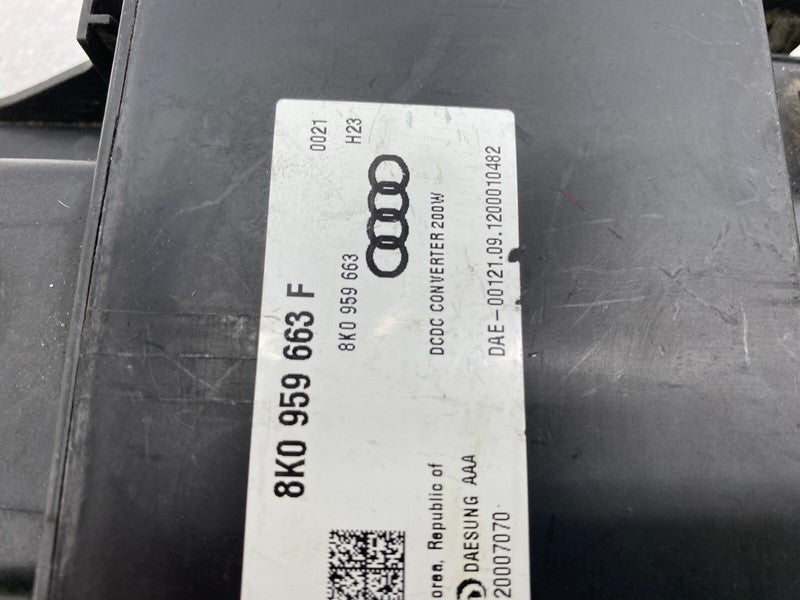 0021
H23
8K0 959 663 F
8K0 959 663
DCDC CONVERTER 200W
DAE-00121.09.1200010482
orea, Republic of
DAESUNG AAA
20007070